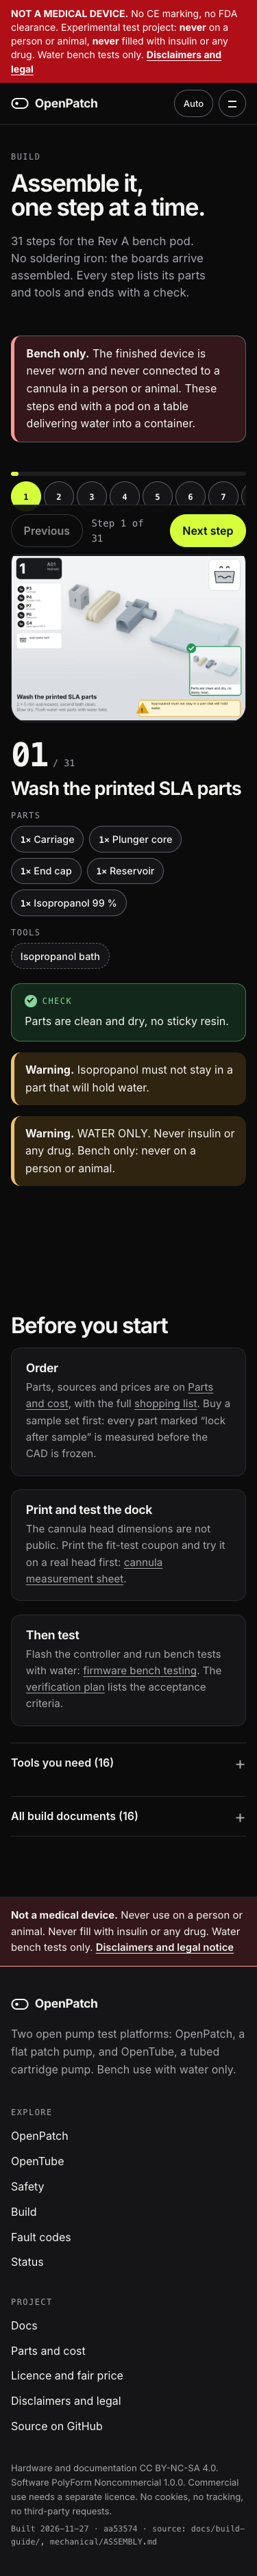 NOT A MEDICAL DEVICE. No CE marking, no FDA
clearance. Experimental test project: never on a
person or animal, never filled with insulin or any
drug. Water bench tests only. Disclaimers and
legal
OpenPatch
Auto
BUILD
Assemble it,
one step at a time.
31 steps for the Rev A bench pod.
No soldering iron: the boards arrive
assembled. Every step lists its parts
and tools and ends with a check.
Bench only. The finished device is
never worn and never connected to a
cannula in a person or animal. These
steps end with a pod on a table
delivering water into a container.
1 2 3 4 5 6 7
Previous
Step 1 of
31
Next step
1
Wash the printed SLA parts
01 / 31
Wash the printed SLA parts
PARTS
1× Carriage
1× Plunger core
1× End cap
1× Reservoir
1× Isopropanol 99 %
TOOLS
Isopropanol bath
CHECK
Parts are clean and dry, no sticky resin.
Warning. Isopropanol must not stay in a
part that will hold water.
Warning. WATER ONLY. Never insulin or
any drug. Bench only: never on a
person or animal.
Before you start
Order
Parts, sources and prices are on Parts
and cost, with the full shopping list. Buy a
sample set first: every part marked “lock
after sample” is measured before the
CAD is frozen.
Print and test the dock
The cannula head dimensions are not
public. Print the fit-test coupon and try it
on a real head first: cannula
measurement sheet.
Then test
Flash the controller and run bench tests
with water: firmware bench testing. The
verification plan lists the acceptance
criteria.
Tools you need (16)
All build documents (16)
Not a medical device. Never use on a person or
animal. Never fill with insulin or any drug. Water
bench tests only. Disclaimers and legal notice
OpenPatch
Two open pump test platforms: OpenPatch, a
flat patch pump, and OpenTube, a tubed
cartridge pump. Bench use with water only.
EXPLORE
OpenPatch
OpenTube
Safety
Build
Fault codes
Status
PROJECT
Docs
Parts and cost
Licence and fair price
Disclaimers and legal
Source on GitHub
Hardware and documentation CC BY-NC-SA 4.0.
Software PolyForm Noncommercial 1.0.0. Commercial
use needs a separate licence. No cookies, no tracking,
no third-party requests.
Built 2026-11-27 · aa53574 · source: docs/build-
guide/, mechanical/ASSEMBLY.md